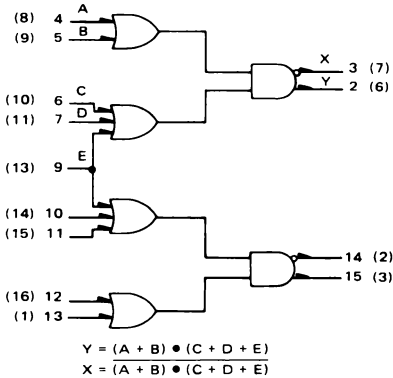 A
(8) 4
B
(9) 5
X
3 (7)
Y
2 (6)
C
(10) 6
D
(11) 7
E
(13) 9
(14) 10
(15) 11
14 (2)
15 (3)
(16) 12
(1) 13
Y = (A + B) ● (C + D + E)
X = (A + B) ● (C + D + E)